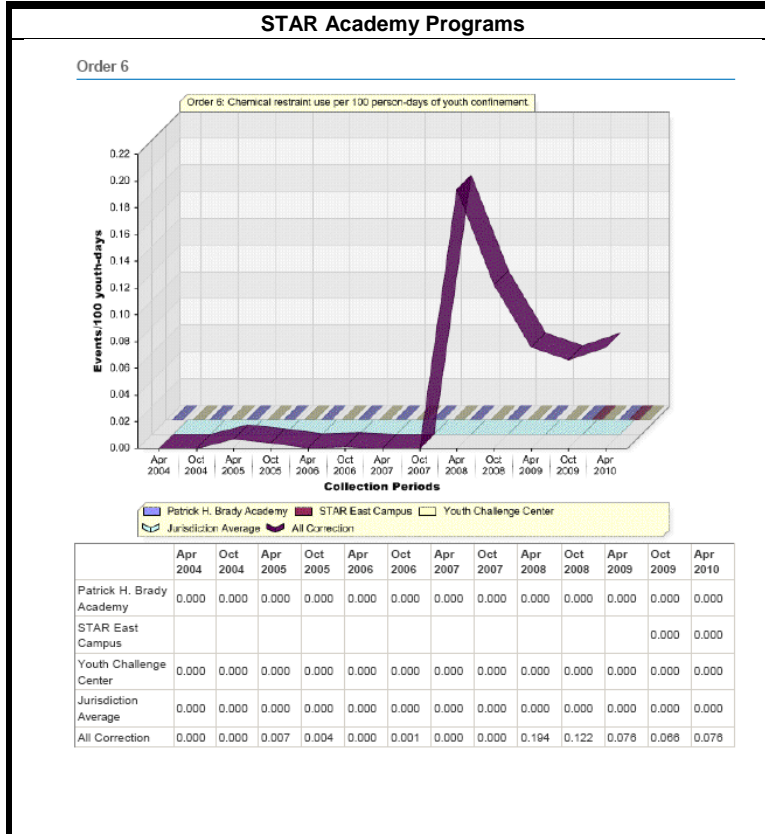 STAR Academy Programs
Order 6
Order 6: Chemical restraint use per 100 person-days of youth confinement.
Events/100 youth-days
0.22
0.20
0.18
0.16
0.14
0.12
0.10
0.08
0.06
0.04
0.02
0.00
Apr Oct Apr Oct Apr Oct Apr Oct Apr Oct Apr Oct Apr
2004 2004 2005 2005 2006 2006 2007 2007 2008 2008 2009 2009 2010
Collection Periods
Patrick H. Brady Academy STAR East Campus Youth Challenge Center
Jurisdiction Average All Correction
Apr Oct Apr Oct Apr Oct Apr Oct Apr Oct Apr Oct Apr
2004 2004 2005 2005 2006 2006 2007 2007 2008 2008 2009 2009 2010
Patrick H. Brady
Academy 0.000 0.000 0.000 0.000 0.000 0.000 0.000 0.000 0.000 0.000 0.000 0.000 0.000
STAR East
Campus 0.000 0.000
Youth Challenge
Center 0.000 0.000 0.000 0.000 0.000 0.000 0.000 0.000 0.000 0.000 0.000 0.000 0.000
Jurisdiction
Average 0.000 0.000 0.000 0.000 0.000 0.000 0.000 0.000 0.000 0.000 0.000 0.000 0.000
All Correction 0.000 0.000 0.007 0.004 0.000 0.001 0.000 0.000 0.194 0.122 0.076 0.066 0.076